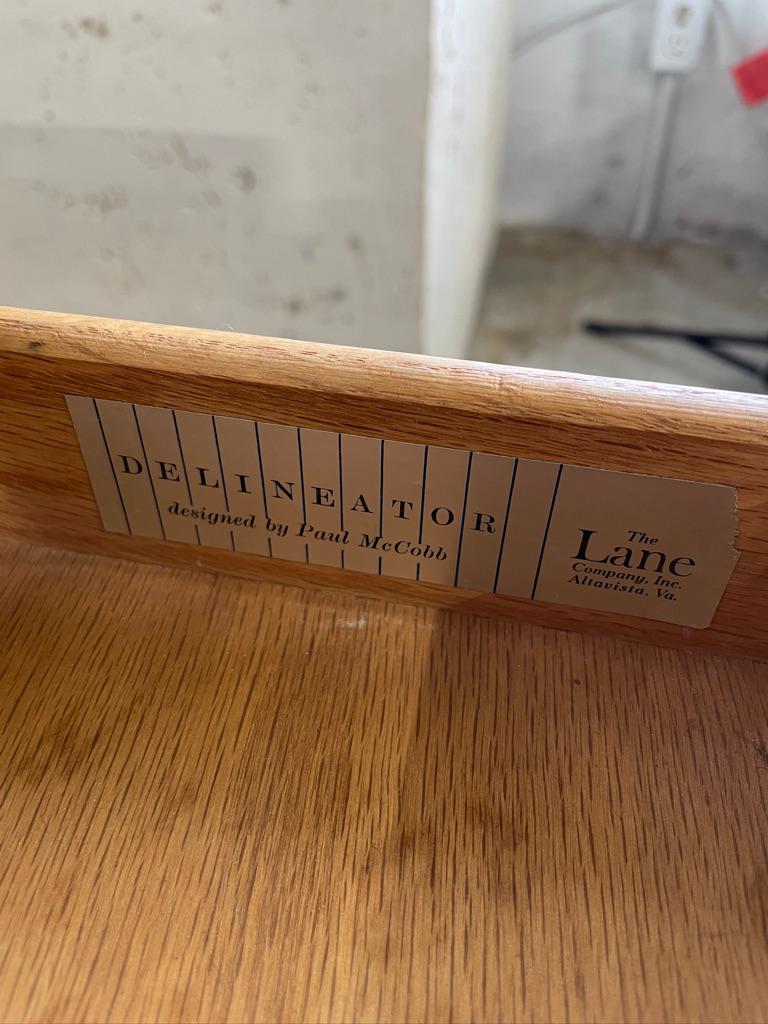 DELINEATOR
designed by Paul McCobb
The
Lane
Company, Inc.
Altavista, Va.